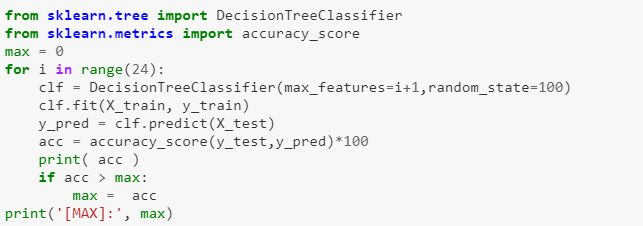 from sklearn.tree import DecisionTreeClassifier
from sklearn.metrics import accuracy_score
max = 0
for i in range(24):
    clf = DecisionTreeClassifier(max_features=i+1,random_state=100)
    clf.fit(X_train, y_train)
    y_pred = clf.predict(X_test)
    acc = accuracy_score(y_test,y_pred)*100
    print( acc )
    if acc > max:
        max =  acc
print('[MAX]:', max)